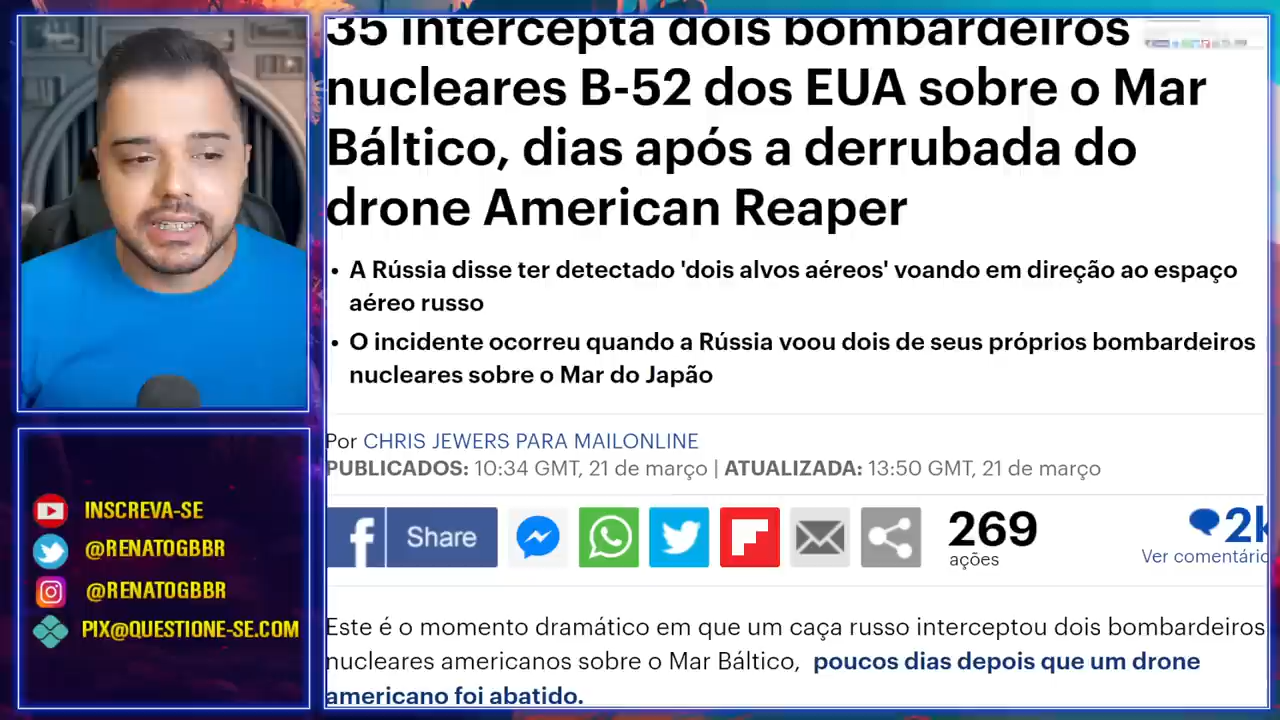 35 intercepta dois bombardeiros
nucleares B-52 dos EUA sobre o Mar
Báltico, dias após a derrubada do
drone American Reaper
• A Rússia disse ter detectado 'dois alvos aéreos' voando em direção ao espaço
aéreo russo
• O incidente ocorreu quando a Rússia voou dois de seus próprios bombardeiros
nucleares sobre o Mar do Japão
Por CHRIS JEWERS PARA MAILONLINE
PUBLICADOS: 10:34 GMT, 21 de março | ATUALIZADA: 13:50 GMT, 21 de março
Share
269
ações
2k
Ver comentário
Este é o momento dramático em que um caça russo interceptou dois bombardeiros
nucleares americanos sobre o Mar Báltico, poucos dias depois que um drone
americano foi abatido.
INSCREVA-SE
@RENATOGBBR
@RENATOGBBR
PIX@QUESTIONE-SE.COM